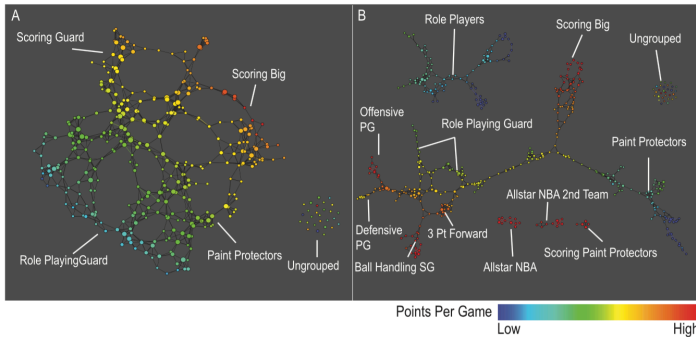 A
Scoring Guard
Scoring Big
Role PlayingGuard
Paint Protectors
Ungrouped
B
Role Players
Scoring Big
Ungrouped
Offensive
PG
Role Playing Guard
Paint Protectors
Allstar NBA 2nd Team
Defensive
PG
3 Pt Forward
Ball Handling SG
Allstar NBA
Scoring Paint Protectors
Points Per Game
Low
High